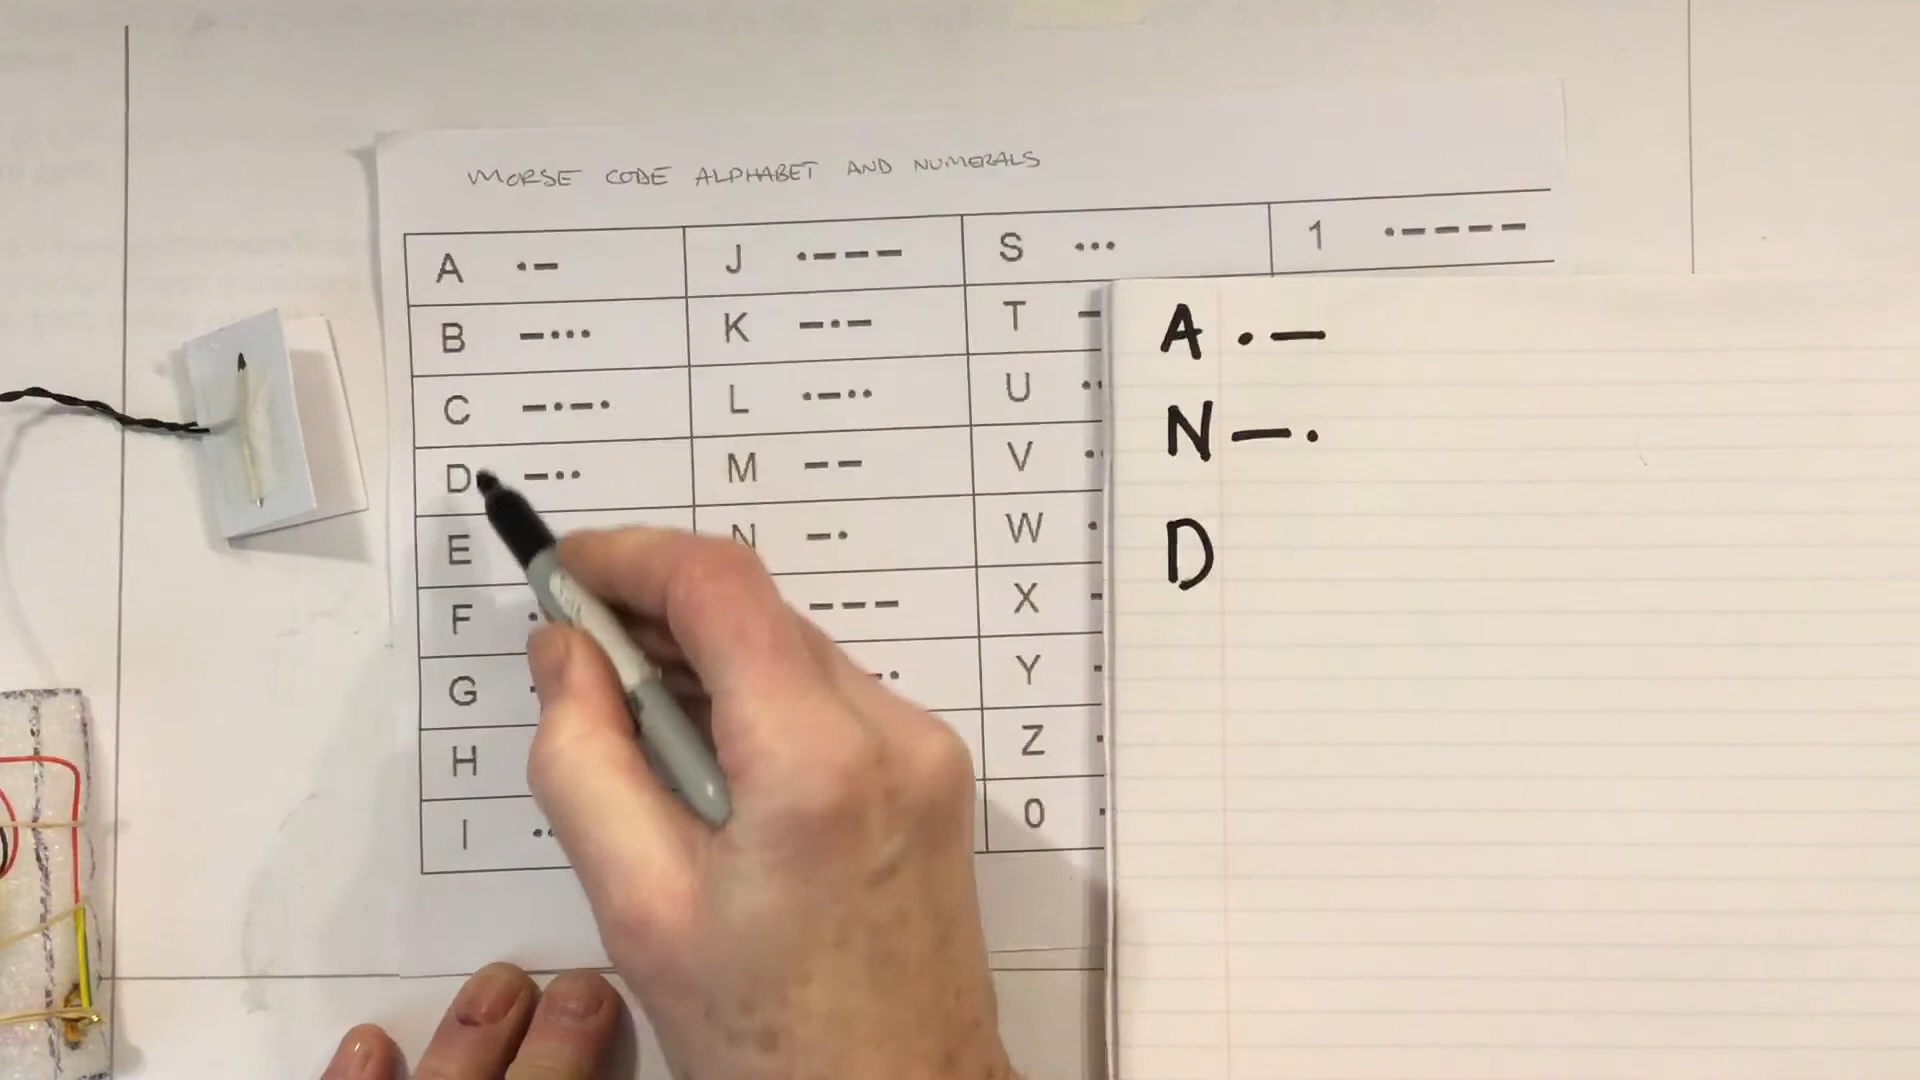 MORSE CODE ALPHABET AND NUMERALS
A •– J •––– S ••• 1 •––––
B –••• K –•– T –
C –•–• L •–•• U ••
D –•• M –– V •
E N –• W •
F • ––– X –
G Y –
H Z
I •• 0
A •–
N –•
D